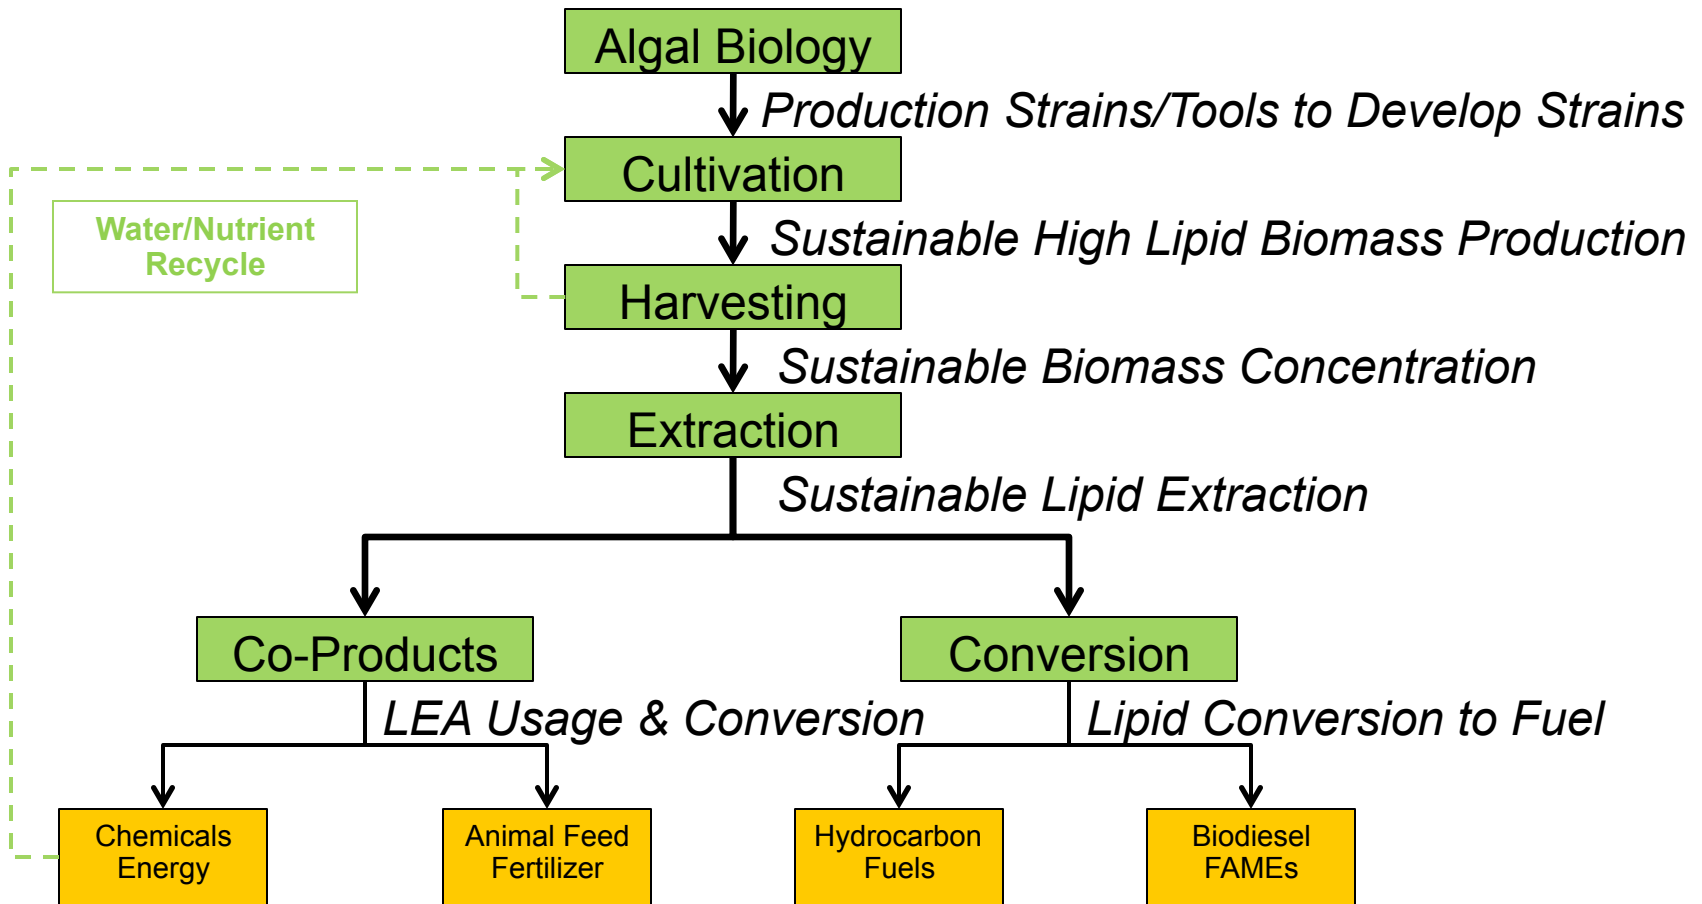 Algal Biology
Production Strains/Tools to Develop Strains
Cultivation
Water/Nutrient
Recycle
Sustainable High Lipid Biomass Production
Harvesting
Sustainable Biomass Concentration
Extraction
Sustainable Lipid Extraction
Co-Products
Conversion
LEA Usage & Conversion
Lipid Conversion to Fuel
Chemicals
Energy
Animal Feed
Fertilizer
Hydrocarbon
Fuels
Biodiesel
FAMEs